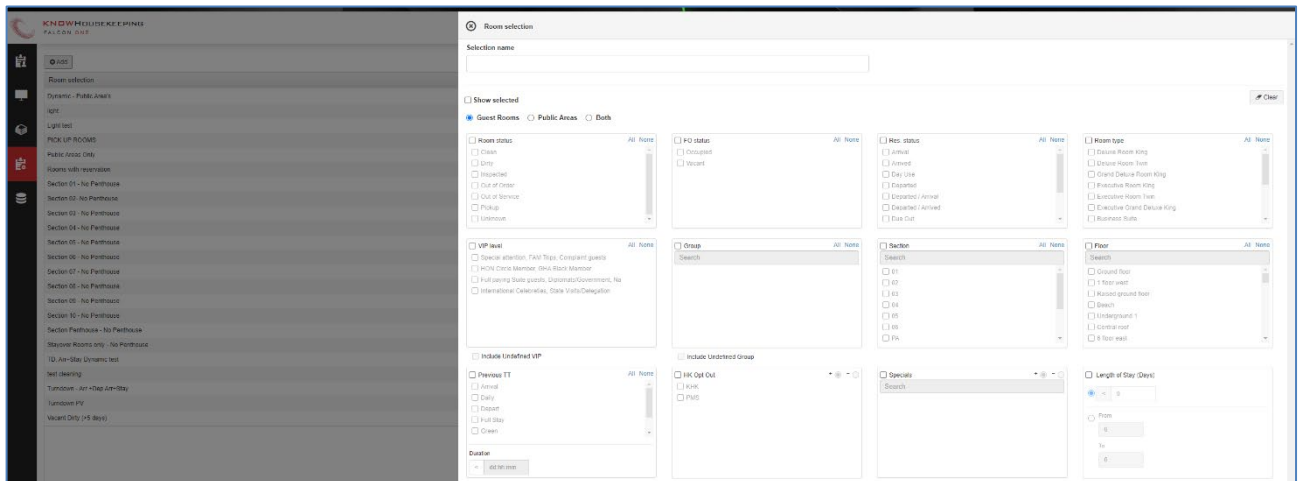 KNOWHOUSEKEEPING
FALCON ONE
Add
Room selection
Dynamic - Public Areas
light
Light test
PICK UP ROOMS
Public Areas Only
Rooms with reservation
Section 01 - No Penthouse
Section 02 - No Penthouse
Section 03 - No Penthouse
Section 04 - No Penthouse
Section 05 - No Penthouse
Section 06 - No Penthouse
Section 07 - No Penthouse
Section 08 - No Penthouse
Section 09 - No Penthouse
Section 10 - No Penthouse
Section Penthouse - No Penthouse
Stayover Rooms only - No Penthouse
TD, Arr+Stay Dynamic test
test cleaning
Turndown - Arr +Dep Arr+Stay
Turndown PV
Vacant Dirty (>5 days)
Room selection
Selection name
Show selected
Clear
Guest Rooms Public Areas Both
Room status All None
Clean
Dirty
Inspected
Out of Order
Out of Service
Pickup
Unknown
FO status All None
Occupied
Vacant
Res. status All None
Arrival
Arrived
Day Use
Departed
Departed / Arrival
Departed / Arrived
Due Out
Room type All None
Deluxe Room King
Deluxe Room Twin
Grand Deluxe Room King
Executive Room King
Executive Room Twin
Executive Grand Deluxe King
Business Suite
VIP level All None
Special attention, FAM Trips, Complaint guests
HON Circle Member, GHA Black Member
Full paying Suite guests, Diplomats/Government, Na
International Celebrities, State Visits/Delegation
Include Undefined VIP
Group All None
Search
Include Undefined Group
Section All None
Search
01
02
03
04
05
06
PA
Floor All None
Search
Ground floor
1 floor west
Raised ground floor
Beach
Underground 1
Central roof
6 floor east
Previous TT All None
Arrival
Daily
Depart
Full Stay
Green
Duration
dd:hh:mm
HK Opt Out + -
KHK
PMS
Specials + -
Search
Length of Stay (Days)
= 0
From
0
To
0